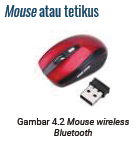 Mouse atau tetikus
Gambar 4.2 Mouse wireless
Bluetooth